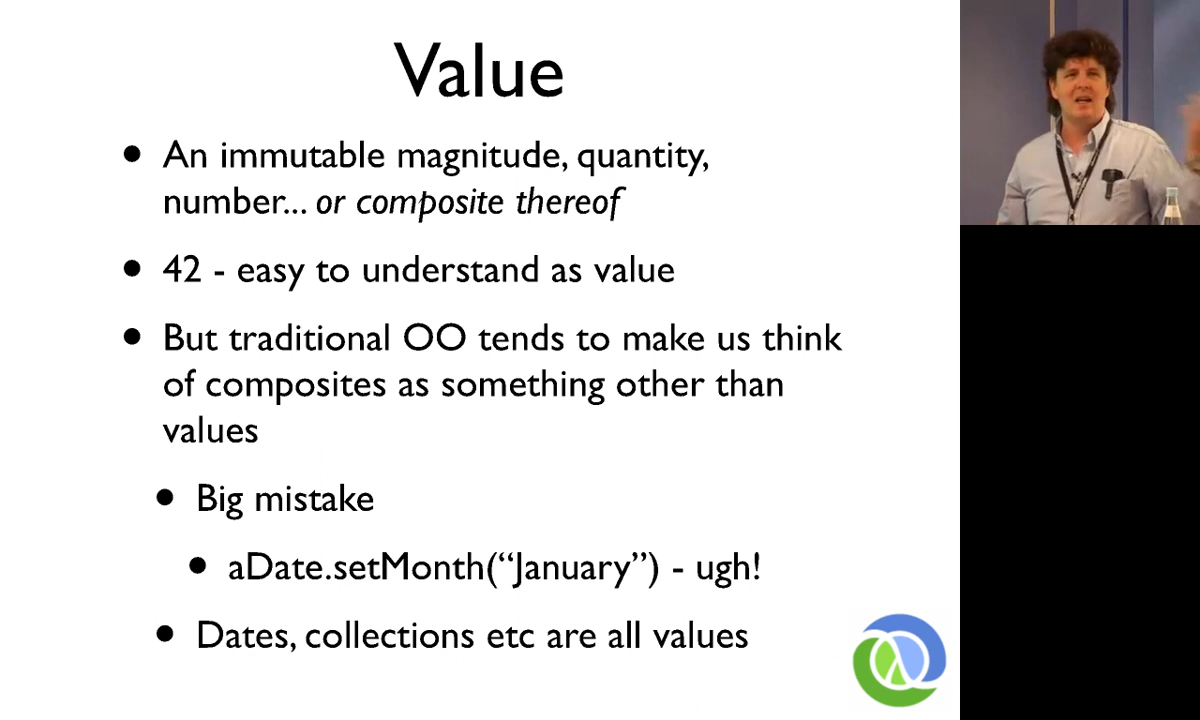 Value
• An immutable magnitude, quantity,
number... or composite thereof
• 42 - easy to understand as value
• But traditional OO tends to make us think
of composites as something other than
values
• Big mistake
• aDate.setMonth(“January”) - ugh!
• Dates, collections etc are all values